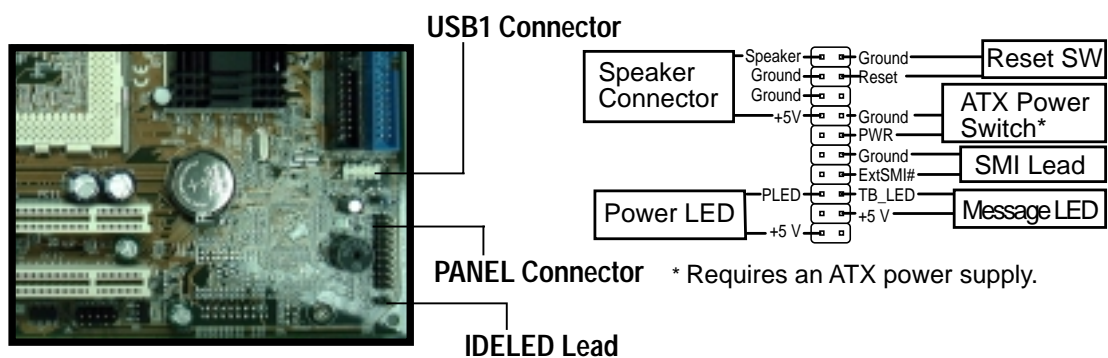 USB1 Connector
PANEL Connector
IDELED Lead
Speaker Connector
Speaker
Ground
Ground
+5V
Power LED
PLED
+5 V
Ground
Reset
Reset SW
Ground
PWR
ATX Power Switch*
Ground
ExtSMI#
SMI Lead
TB_LED
+5 V
Message LED
* Requires an ATX power supply.